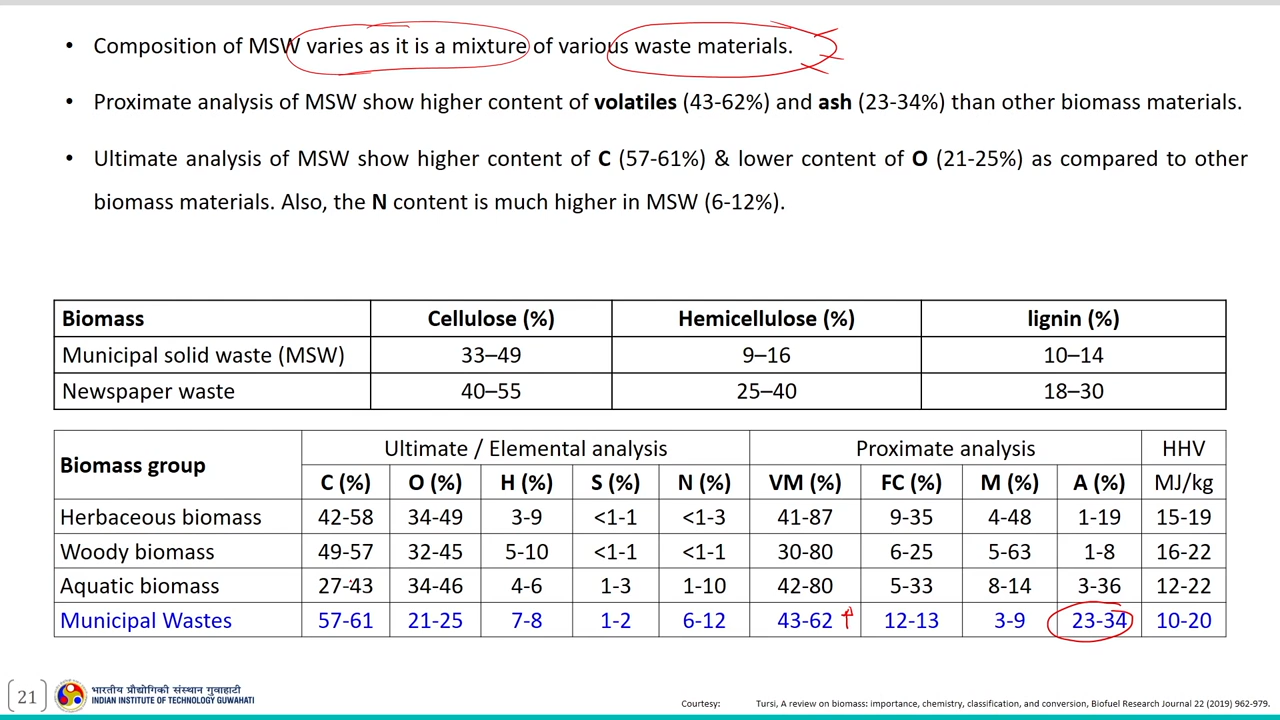 • Composition of MSW varies as it is a mixture of various waste materials.
• Proximate analysis of MSW show higher content of volatiles (43-62%) and ash (23-34%) than other biomass materials.
• Ultimate analysis of MSW show higher content of C (57-61%) & lower content of O (21-25%) as compared to other
biomass materials. Also, the N content is much higher in MSW (6-12%).
Biomass Cellulose (%) Hemicellulose (%) lignin (%)
Municipal solid waste (MSW) 33–49 9–16 10–14
Newspaper waste 40–55 25–40 18–30
Biomass group Ultimate / Elemental analysis Proximate analysis HHV
C (%) O (%) H (%) S (%) N (%) VM (%) FC (%) M (%) A (%) MJ/kg
Herbaceous biomass 42-58 34-49 3-9 <1-1 <1-3 41-87 9-35 4-48 1-19 15-19
Woody biomass 49-57 32-45 5-10 <1-1 <1-1 30-80 6-25 5-63 1-8 16-22
Aquatic biomass 27-43 34-46 4-6 1-3 1-10 42-80 5-33 8-14 3-36 12-22
Municipal Wastes 57-61 21-25 7-8 1-2 6-12 43-62 12-13 3-9 23-34 10-20
21
भारतीय प्रौद्योगिकी संस्थान गुवाहाटी
INDIAN INSTITUTE OF TECHNOLOGY GUWAHATI
Courtesy: Tursi, A review on biomass: importance, chemistry, classification, and conversion, Biofuel Research Journal 22 (2019) 962-979.